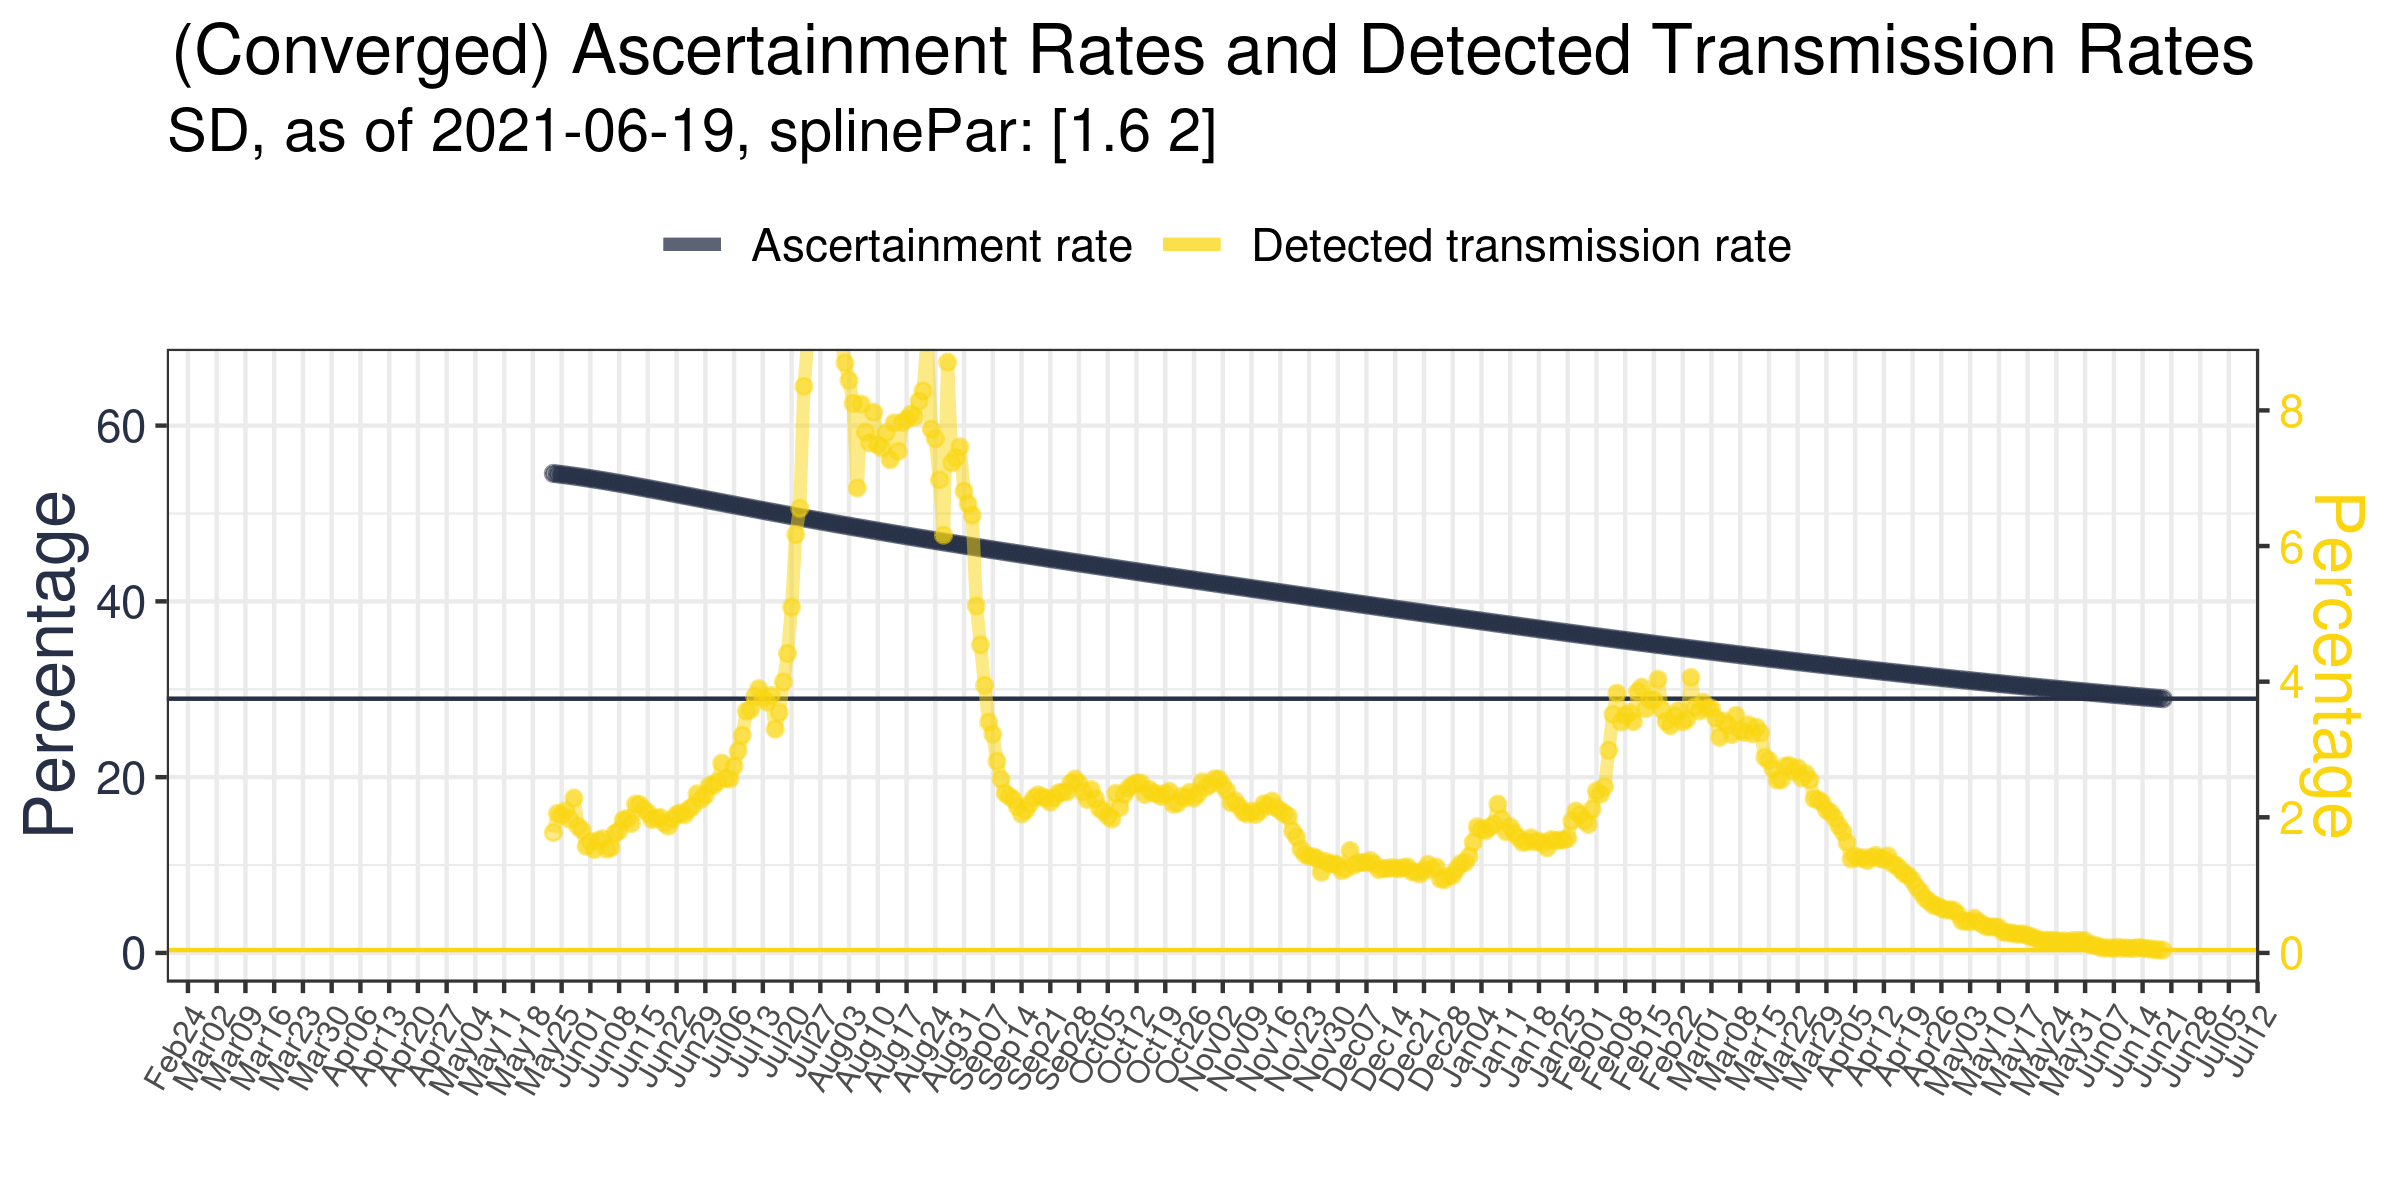 (Converged) Ascertainment Rates and Detected Transmission Rates
SD, as of 2021-06-19, splinePar: [1.6 2]
Ascertainment rate
Detected transmission rate
Percentage
60
40
20
0
8
6
4
2
0
Percentage
Feb24
Mar02
Mar09
Mar16
Mar23
Mar30
Apr06
Apr13
Apr20
Apr27
May04
May11
May18
May25
Jun01
Jun08
Jun15
Jun22
Jun29
Jul06
Jul13
Jul20
Jul27
Aug03
Aug10
Aug17
Aug24
Aug31
Sep07
Sep14
Sep21
Sep28
Oct05
Oct12
Oct19
Oct26
Nov02
Nov09
Nov16
Nov23
Nov30
Dec07
Dec14
Dec21
Dec28
Jan04
Jan11
Jan18
Jan25
Feb01
Feb08
Feb15
Feb22
Mar01
Mar08
Mar15
Mar22
Mar29
Apr05
Apr12
Apr19
Apr26
May03
May10
May17
May24
May31
Jun07
Jun14
Jun21
Jun28
Jul05
Jul12